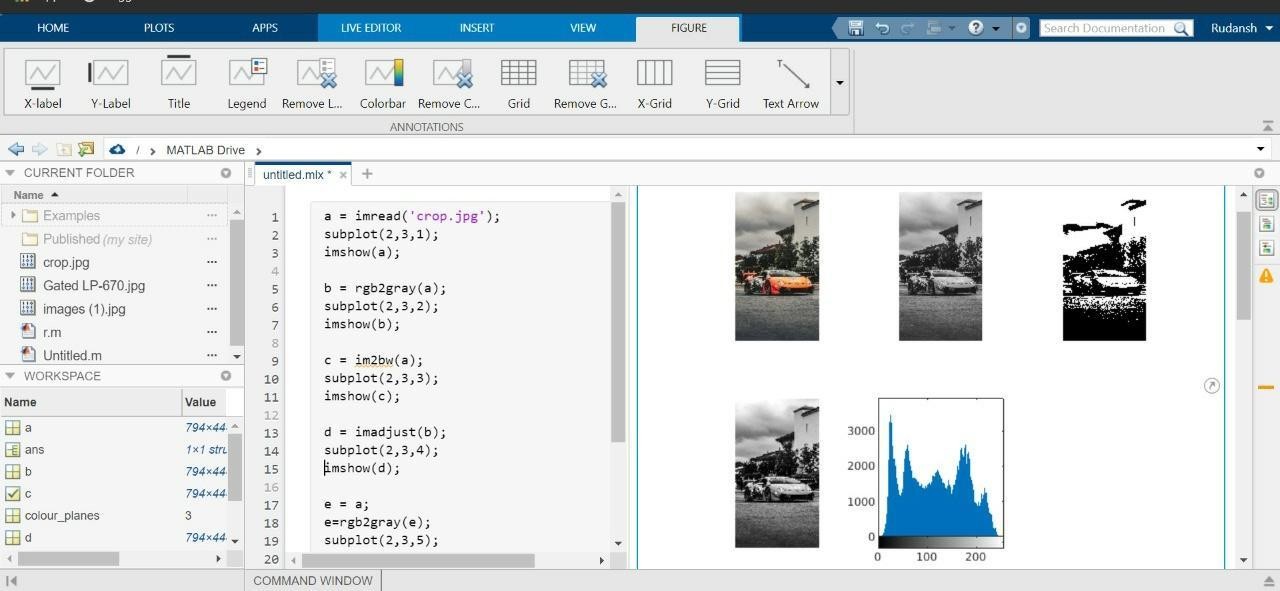 HOME PLOTS APPS LIVE EDITOR INSERT VIEW FIGURE Search Documentation Rudansh
X-label Y-Label Title Legend Remove L... Colorbar Remove C... Grid Remove G... X-Grid Y-Grid Text Arrow
ANNOTATIONS
/ MATLAB Drive
CURRENT FOLDER
Name
Examples
Published (my site)
crop.jpg
Gated LP-670.jpg
images (1).jpg
r.m
Untitled.m
WORKSPACE
Name Value
a 794×44
ans 1×1 stru
b 794×44
c 794×44
colour_planes 3
d 794×44
untitled.mlx *
1 a = imread('crop.jpg');
2 subplot(2,3,1);
3 imshow(a);
4
5 b = rgb2gray(a);
6 subplot(2,3,2);
7 imshow(b);
8
9 c = im2bw(a);
10 subplot(2,3,3);
11 imshow(c);
12
13 d = imadjust(b);
14 subplot(2,3,4);
15 imshow(d);
16
17 e = a;
18 e=rgb2gray(e);
19 subplot(2,3,5);
20
3000
2000
1000
0
0 100 200
COMMAND WINDOW